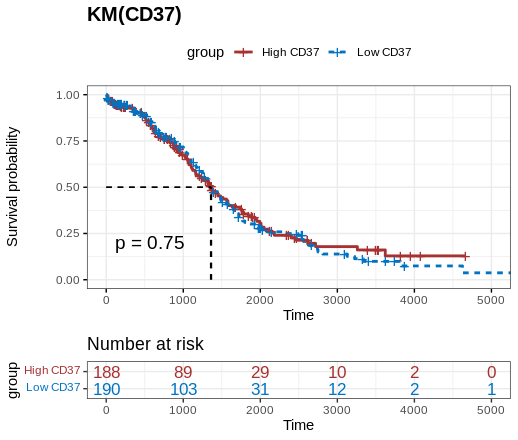 KM(CD37)
group High CD37 Low CD37
Survival probability
1.00
0.75
0.50
0.25
0.00
p = 0.75
0 1000 2000 3000 4000 5000
Time
Number at risk
group
High CD37 188 89 29 10 2 0
Low CD37 190 103 31 12 2 1
0 1000 2000 3000 4000 5000
Time